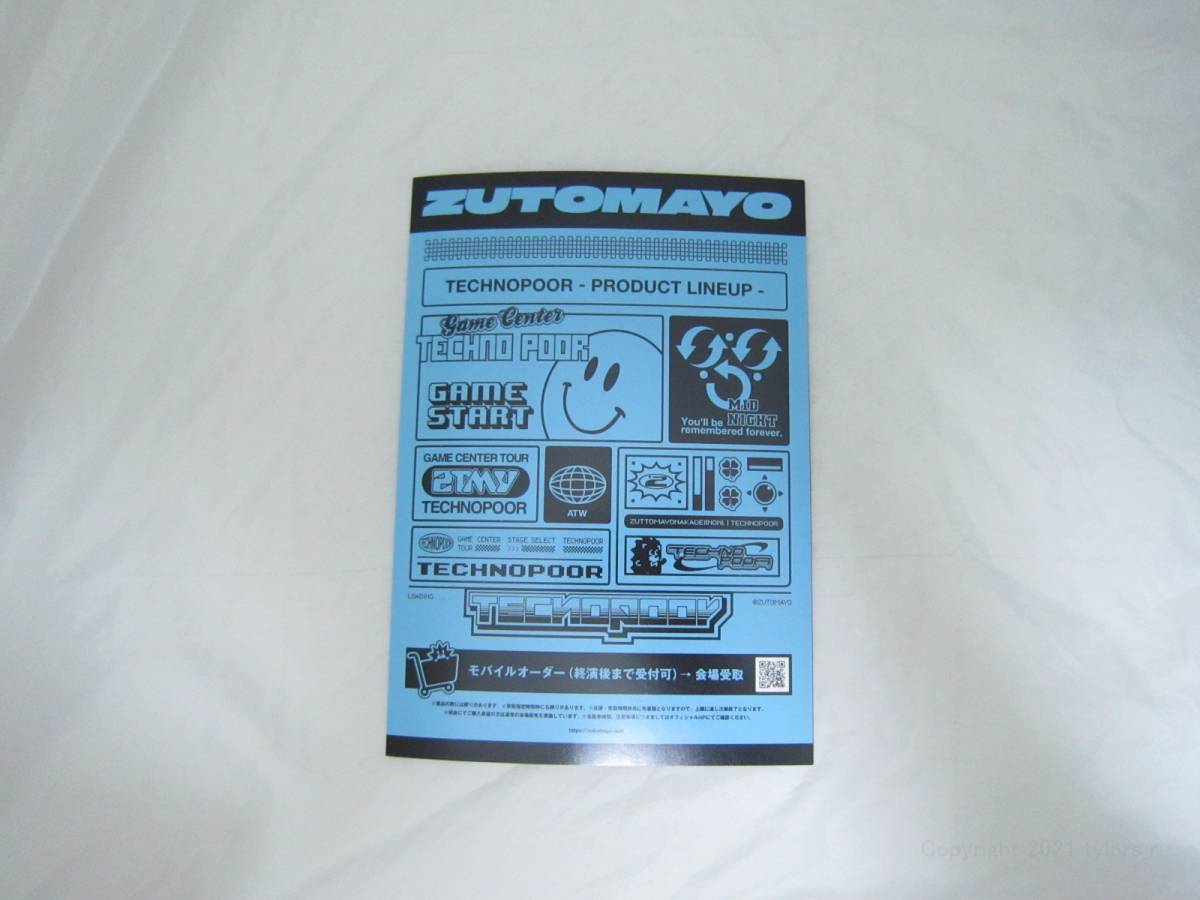 ZUTOMAYO
TECHNOPOOR - PRODUCT LINEUP -
Game Center
TECHNO POOR
GAME
START
MID
NIGHT
You'll be
remembered forever.
GAME CENTER TOUR
ZTMY
TECHNOPOOR
ATW
Z
ZUTTOMAYONAKADEIINONI | TECHNOPOOR
TECHNOPOOR
GAME CENTER
TOUR
STAGE SELECT
>>>
TECHNOPOOR
TECHNOPOOR
TECHNO
POOR
LOADING...
TECHNOPOOR
@ZUTOMAYO
モバイルオーダー（終演後まで受付可）→ 会場受取
Copyright 2021 tylors